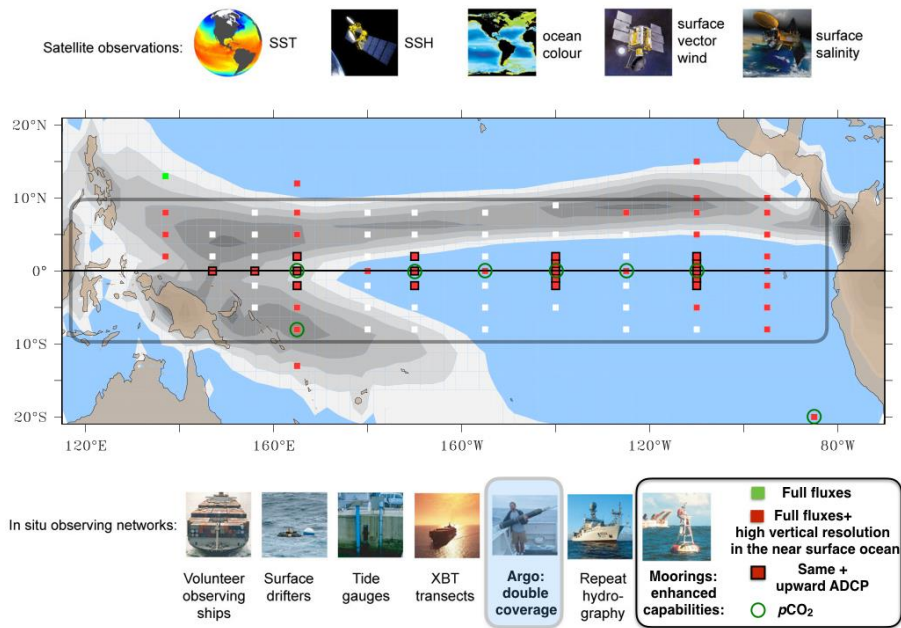 Satellite observations:
SST
SSH
ocean
colour
surface
vector
wind
surface
salinity
20°N
10°N
0°
10°S
20°S
120°E
160°E
160°W
120°W
80°W
In situ observing networks:
Volunteer
observing
ships
Surface
drifters
Tide
gauges
XBT
transects
Argo:
double
coverage
Repeat
hydro-
graphy
Moorings:
enhanced
capabilities:
Full fluxes
Full fluxes+
high vertical resolution
in the near surface ocean
Same +
upward ADCP
pCO₂